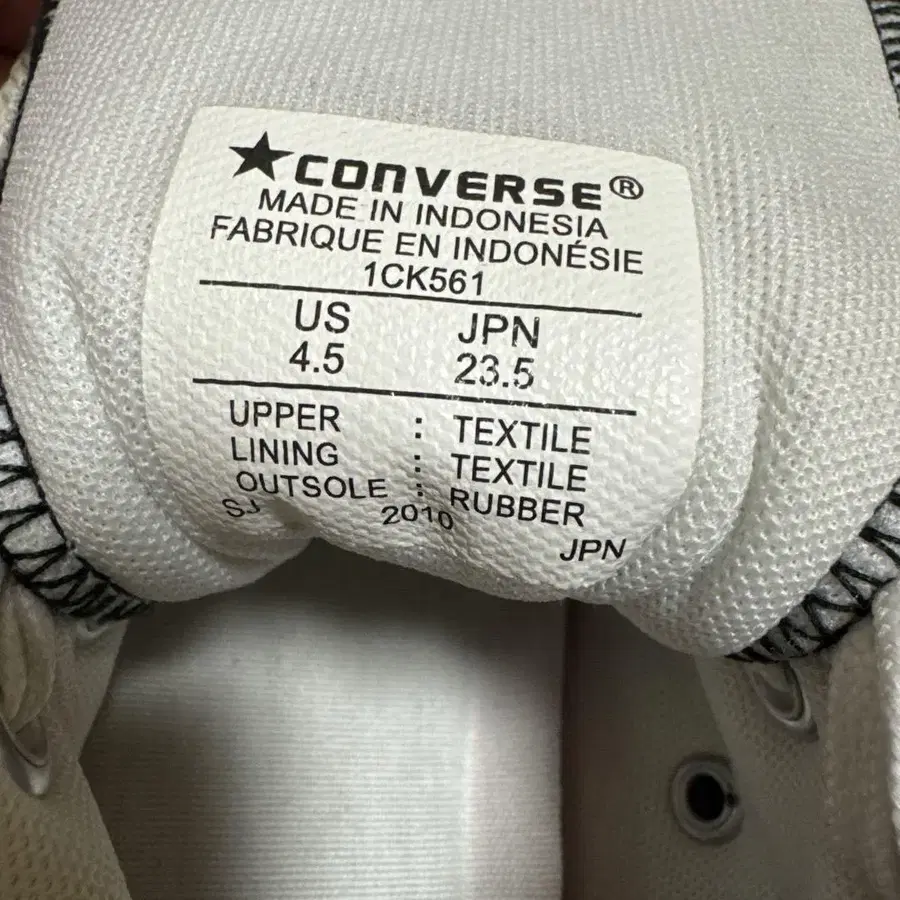 ★CONVERSE®
MADE IN INDONESIA
FABRIQUE EN INDONÉSIE
1CK561
US JPN
4.5 23.5
UPPER : TEXTILE
LINING : TEXTILE
OUTSOLE : RUBBER
SJ 2010 JPN